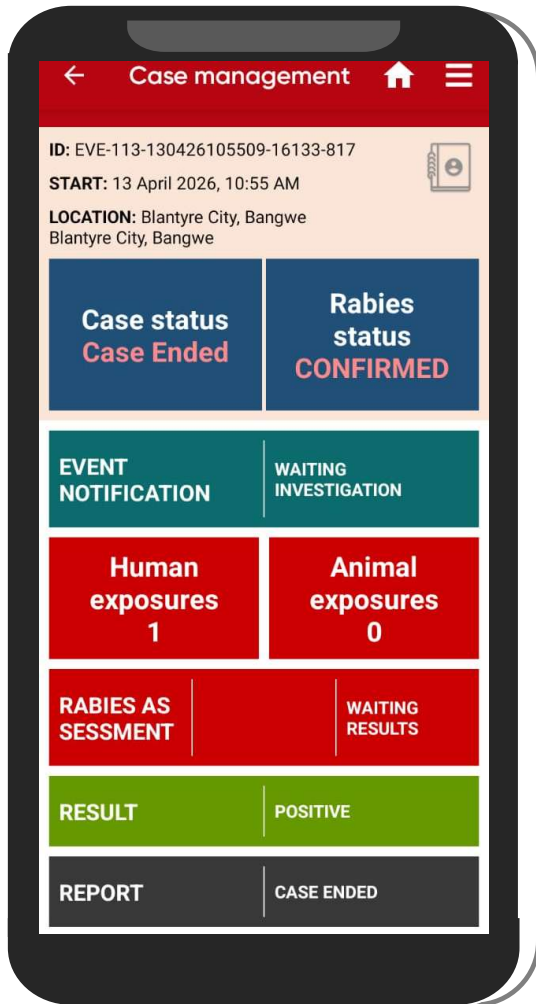 Case management
ID: EVE-113-130426105509-16133-817
START: 13 April 2026, 10:55 AM
LOCATION: Blantyre City, Bangwe
Blantyre City, Bangwe
Case status
Case Ended
Rabies
status
CONFIRMED
EVENT
NOTIFICATION
WAITING
INVESTIGATION
Human
exposures
1
Animal
exposures
0
RABIES AS
SESSMENT
WAITING
RESULTS
RESULT
POSITIVE
REPORT
CASE ENDED